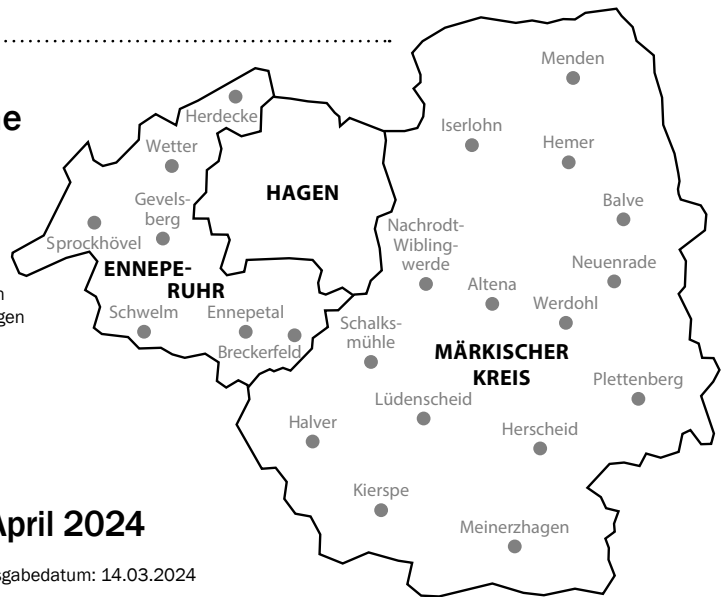 Menden
Herdecke
Iserlohn
Wetter
Hemer
HAGEN
Gevels-
berg
Balve
Sprockhövel
Nachrodt-
Wibling-
werde
ENNEPE-
RUHR
Neuenrade
Altena
Werdohl
Schwelm
Ennepetal
Breckerfeld
Schalks-
mühle
MÄRKISCHER
KREIS
Plettenberg
Lüdenscheid
Halver
Herscheid
Kierspe
Meinerzhagen
April 2024
sgabedatum: 14.03.2024